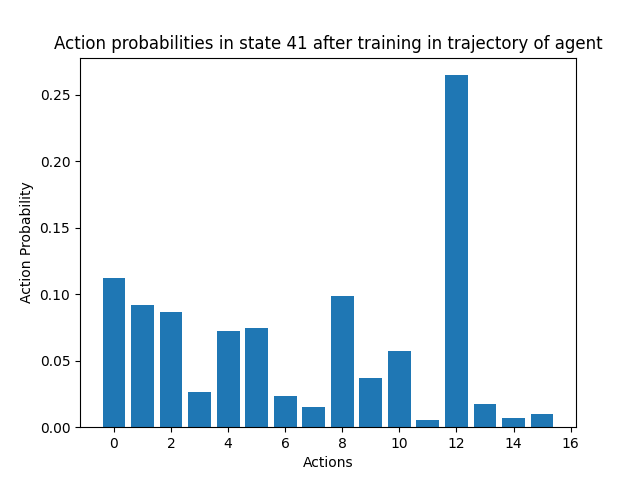 Action probabilities in state 41 after training in trajectory of agent
Action Probability
0.25
0.20
0.15
0.10
0.05
0.00
0 2 4 6 8 10 12 14 16
Actions